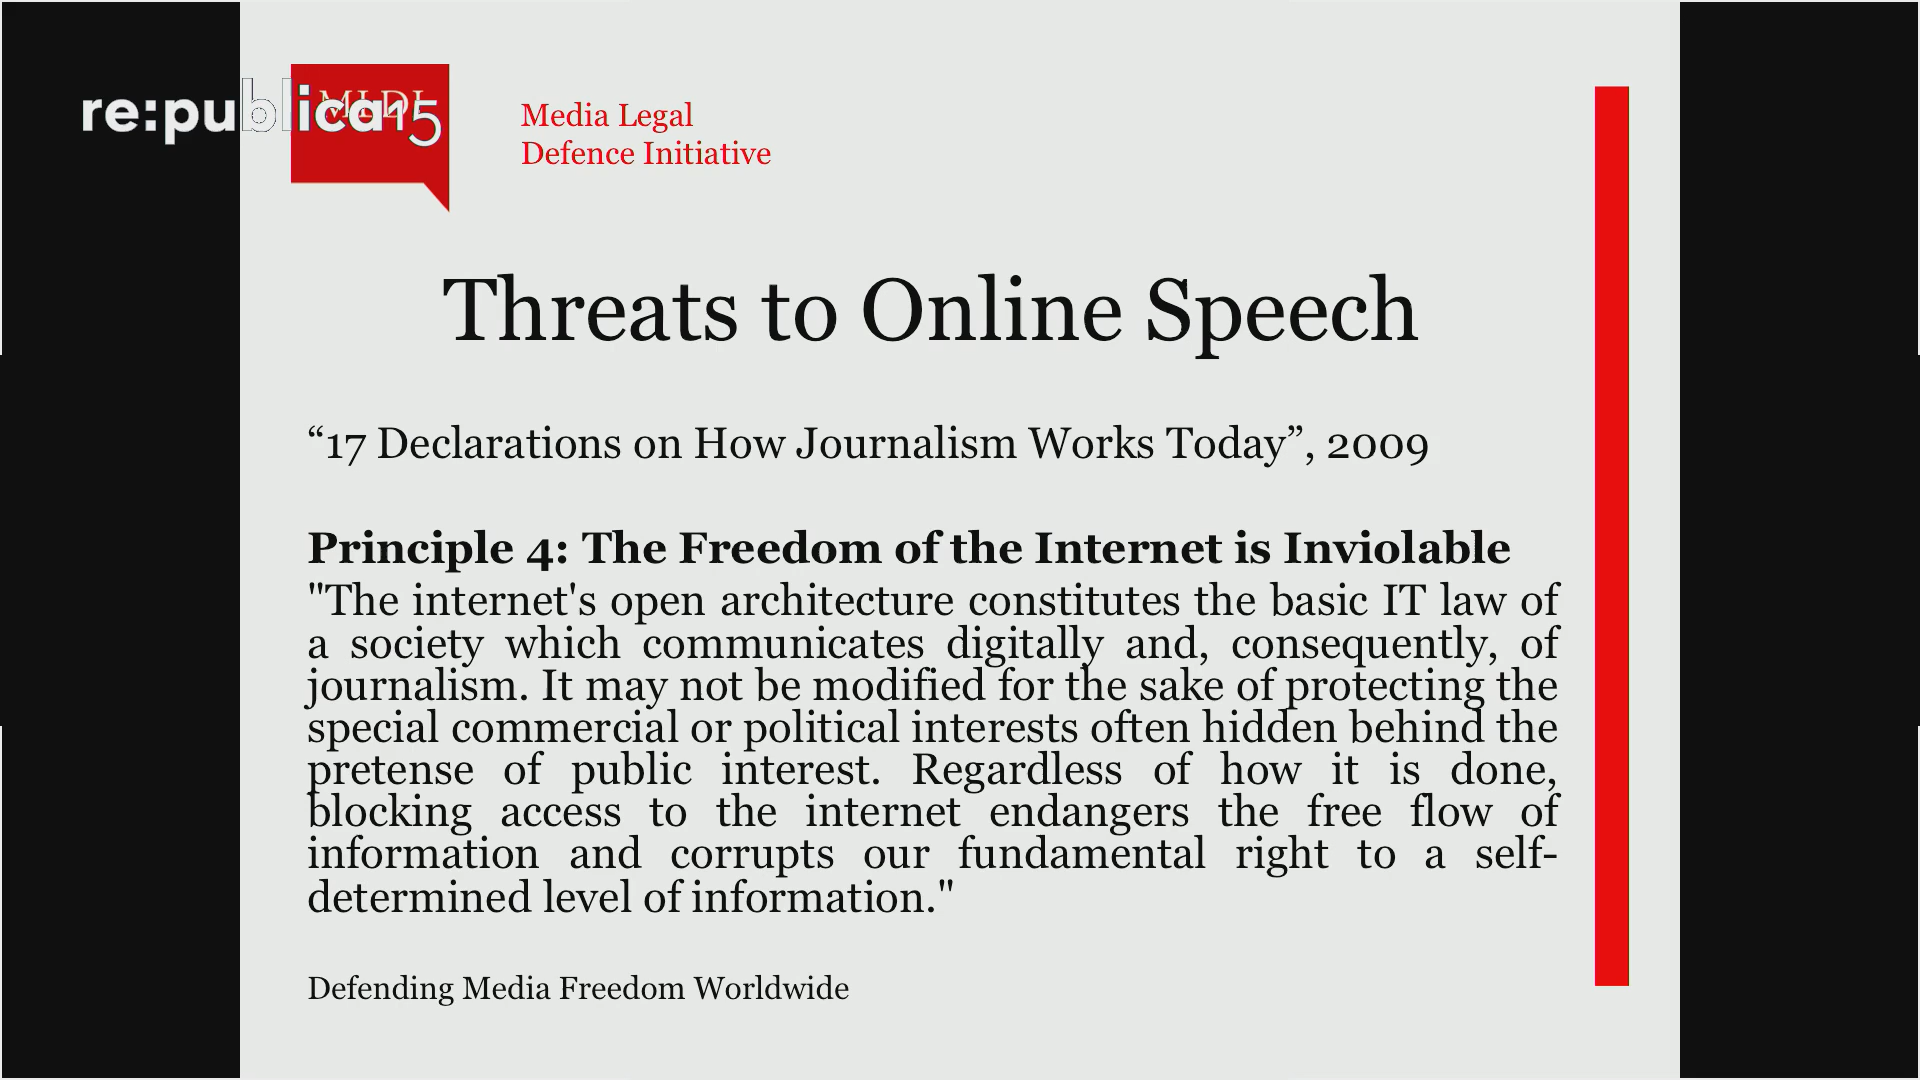 re:publica15
MLDI
Media Legal
Defence Initiative
Threats to Online Speech
“17 Declarations on How Journalism Works Today”, 2009
Principle 4: The Freedom of the Internet is Inviolable
"The internet's open architecture constitutes the basic IT law of
a society which communicates digitally and, consequently, of
journalism. It may not be modified for the sake of protecting the
special commercial or political interests often hidden behind the
pretense of public interest. Regardless of how it is done,
blocking access to the internet endangers the free flow of
information and corrupts our fundamental right to a self-
determined level of information."
Defending Media Freedom Worldwide